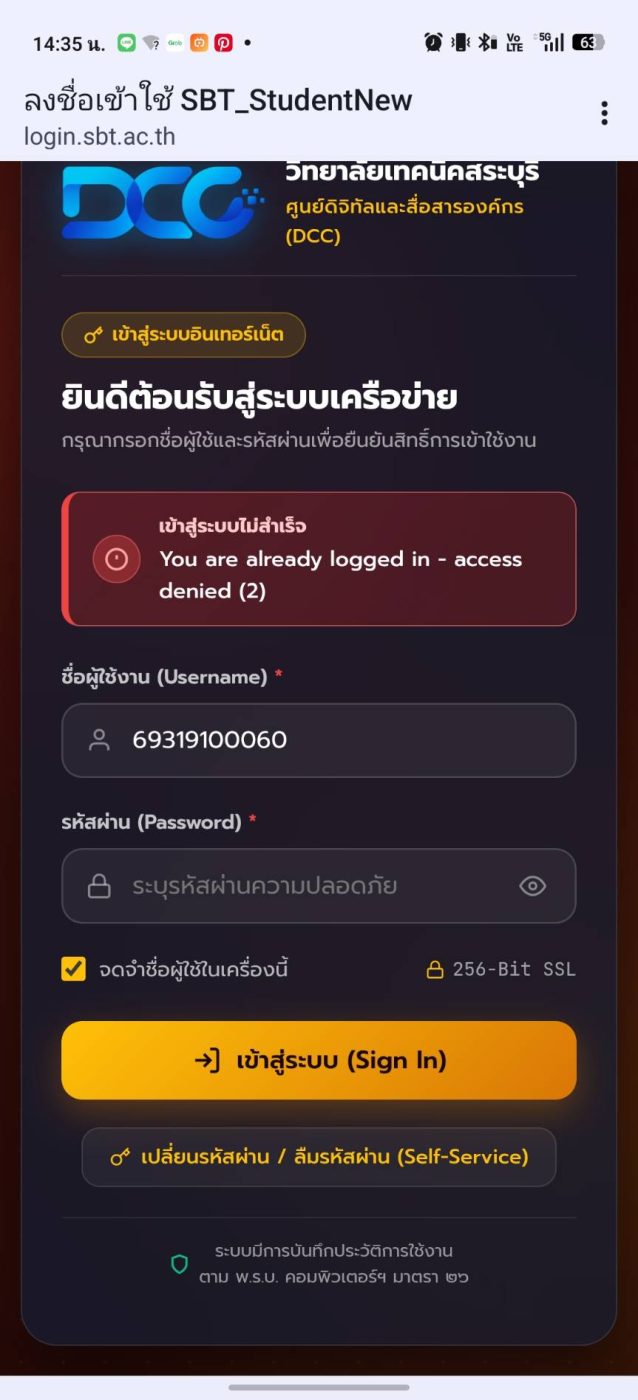 14:35 น.
Vo LTE 5G 63
ลงชื่อเข้าใช้ SBT_StudentNew
login.sbt.ac.th
DCC
วิทยาลัยเทคนิคสระบุรี
ศูนย์ดิจิทัลและสื่อสารองค์กร
(DCC)
เข้าสู่ระบบอินเทอร์เน็ต
ยินดีต้อนรับสู่ระบบเครือข่าย
กรุณากรอกชื่อผู้ใช้และรหัสผ่านเพื่อยืนยันสิทธิ์การเข้าใช้งาน
เข้าสู่ระบบไม่สำเร็จ
You are already logged in - access
denied (2)
ชื่อผู้ใช้งาน (Username) *
69319100060
รหัสผ่าน (Password) *
ระบุรหัสผ่านความปลอดภัย
จดจำชื่อผู้ใช้ในเครื่องนี้
256-Bit SSL
เข้าสู่ระบบ (Sign In)
เปลี่ยนรหัสผ่าน / ลืมรหัสผ่าน (Self-Service)
ระบบมีการบันทึกประวัติการใช้งาน
ตาม พ.ร.บ. คอมพิวเตอร์ฯ มาตรา ๒๖